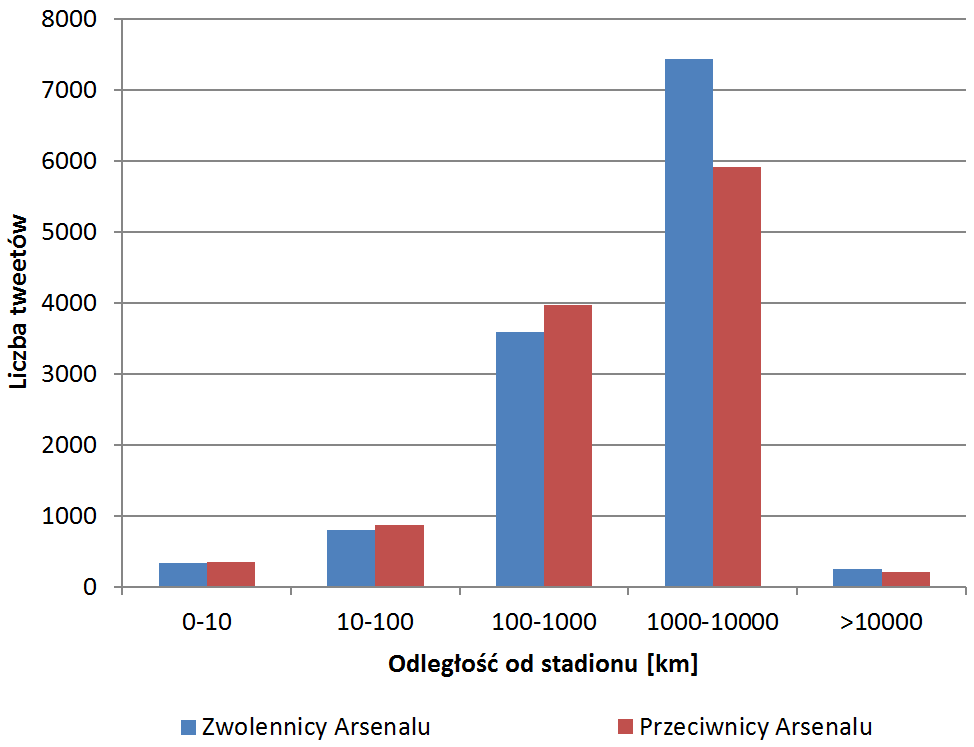 8000
7000
6000
5000
4000
3000
2000
1000
0
Liczba tweetów
0-10 10-100 100-1000 1000-10000 >10000
Odległość od stadionu [km]
Zwolennicy Arsenalu Przeciwnicy Arsenalu